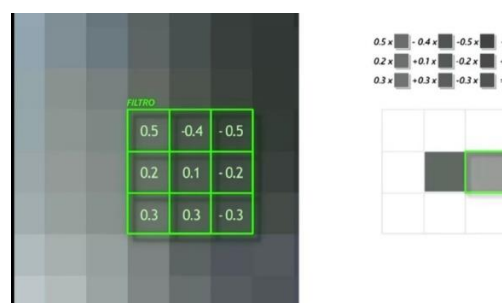 FILTRO
0.5 -0.4 - 0.5
0.2 0.1 - 0.2
0.3 0.3 - 0.3
0.5 x - 0.4 x -0.5 x
0.2 x +0.1 x -0.2 x
0.3 x +0.3 x -0.3 x